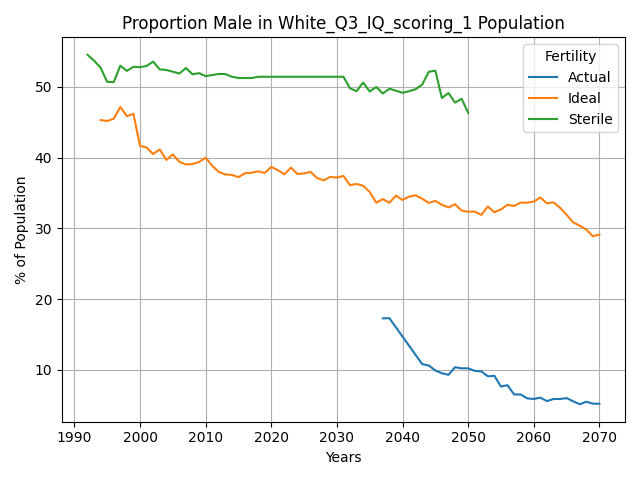 Proportion Male in White_Q3_IQ_scoring_1 Population
Fertility
Actual
Ideal
Sterile
% of Population
50
40
30
20
10
1990 2000 2010 2020 2030 2040 2050 2060 2070
Years